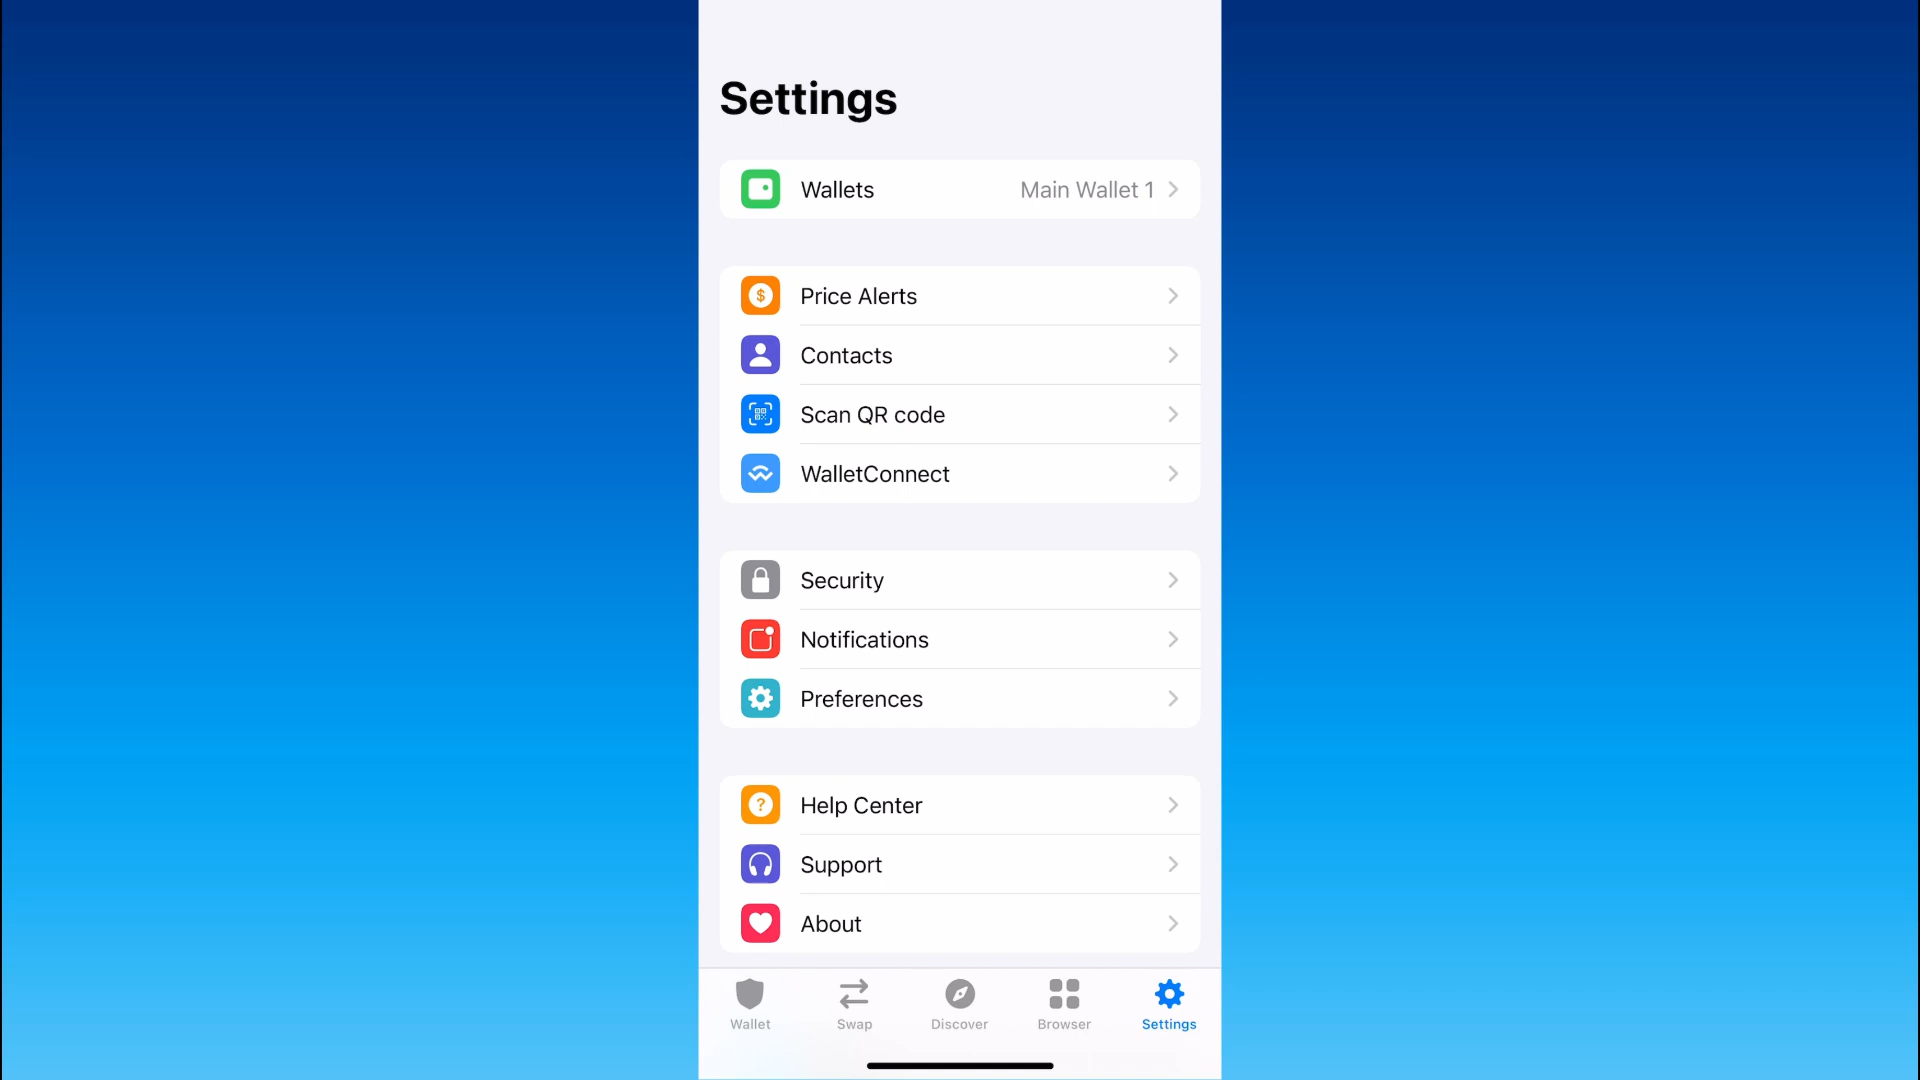 Settings
Wallets Main Wallet 1
Price Alerts
Contacts
Scan QR code
WalletConnect
Security
Notifications
Preferences
Help Center
Support
About
Wallet Swap Discover Browser Settings